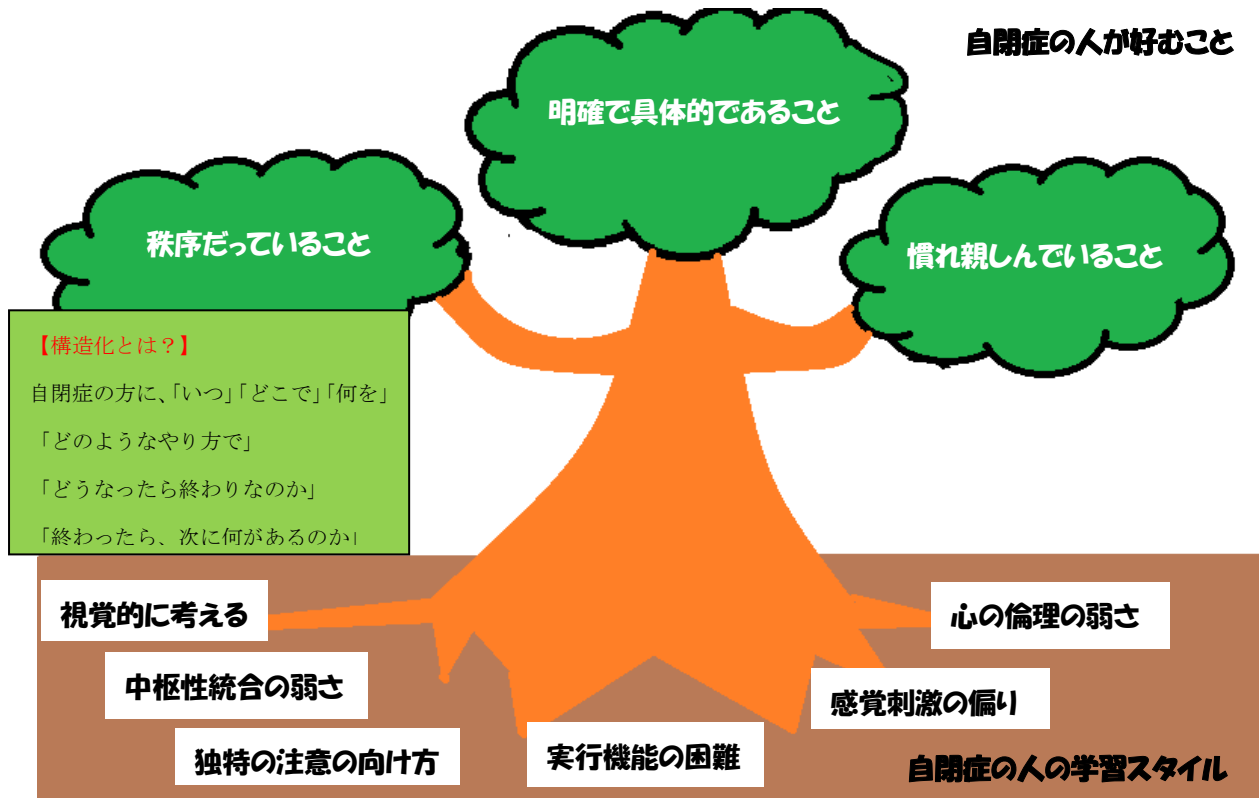 自閉症の人が好むこと
明確で具体的であること
秩序だっていること
慣れ親しんでいること
【構造化とは？】
自閉症の方に、「いつ」「どこで」「何を」
「どのようなやり方で」
「どうなったら終わりなのか」
「終わったら、次に何があるのか」
視覚的に考える
心の倫理の弱さ
中枢性統合の弱さ
感覚刺激の偏り
独特の注意の向け方
実行機能の困難
自閉症の人の学習スタイル